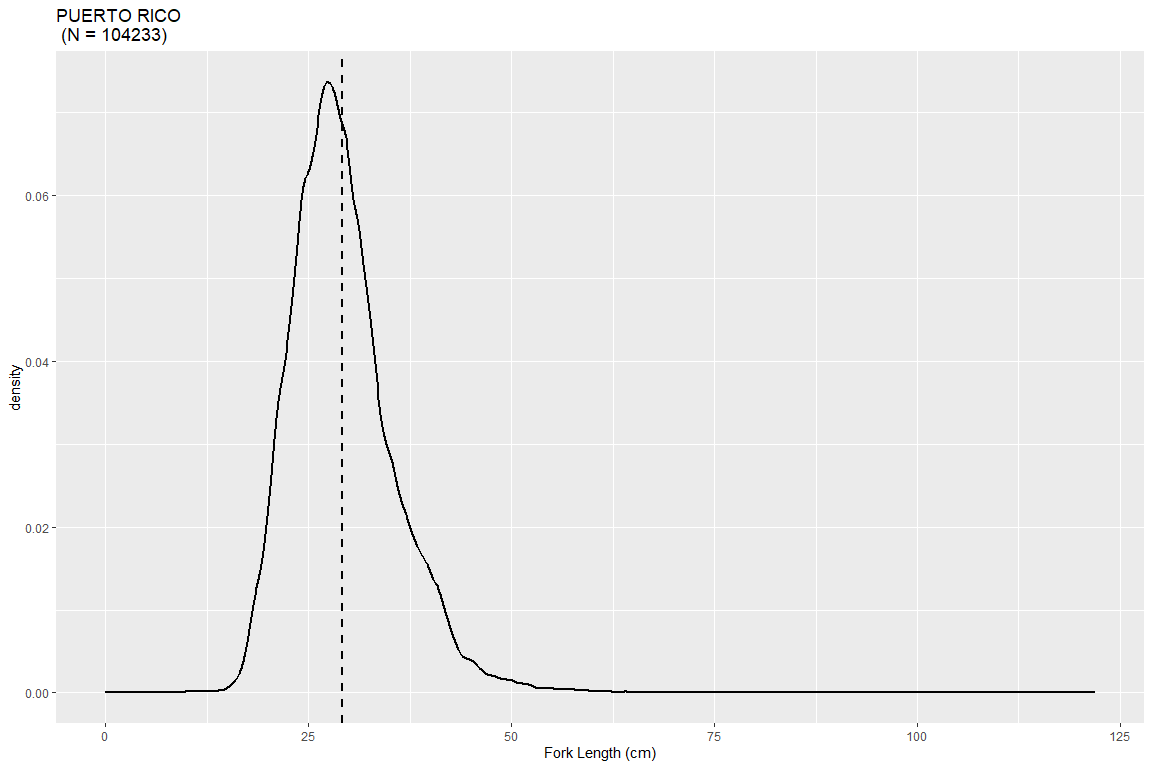 PUERTO RICO
(N = 104233)
density
0.06
0.04
0.02
0.00
0 25 50 75 100 125
Fork Length (cm)